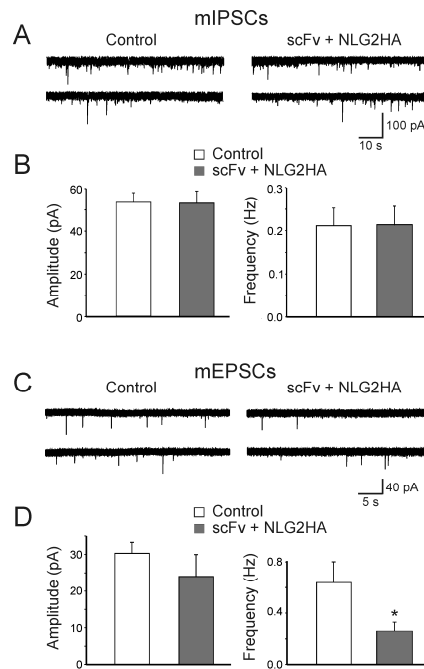 mIPSCs
A
Control
scFv + NLG2HA
100 pA
10 s
B
Control
scFv + NLG2HA
Amplitude (pA)
60
40
20
0
Frequency (Hz)
0.3
0.2
0.1
0.0
mEPSCs
C
Control
scFv + NLG2HA
40 pA
5 s
D
Control
scFv + NLG2HA
Amplitude (pA)
30
20
10
0
Frequency (Hz)
0.8
0.4
0.0
*